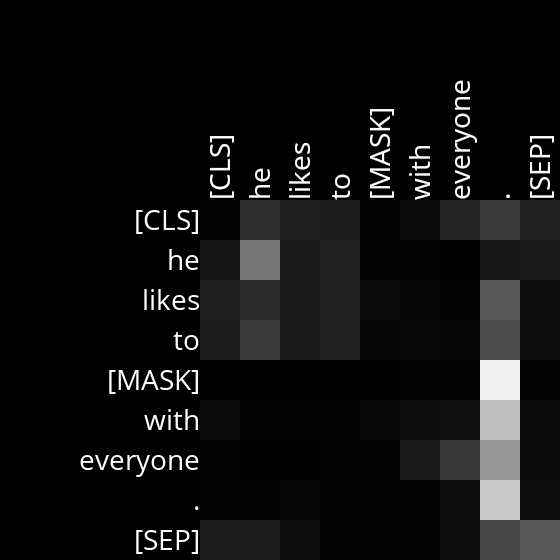 [CLS] he likes to [MASK] with everyone . [SEP]
[CLS]
he
likes
to
[MASK]
with
everyone
.
[SEP]